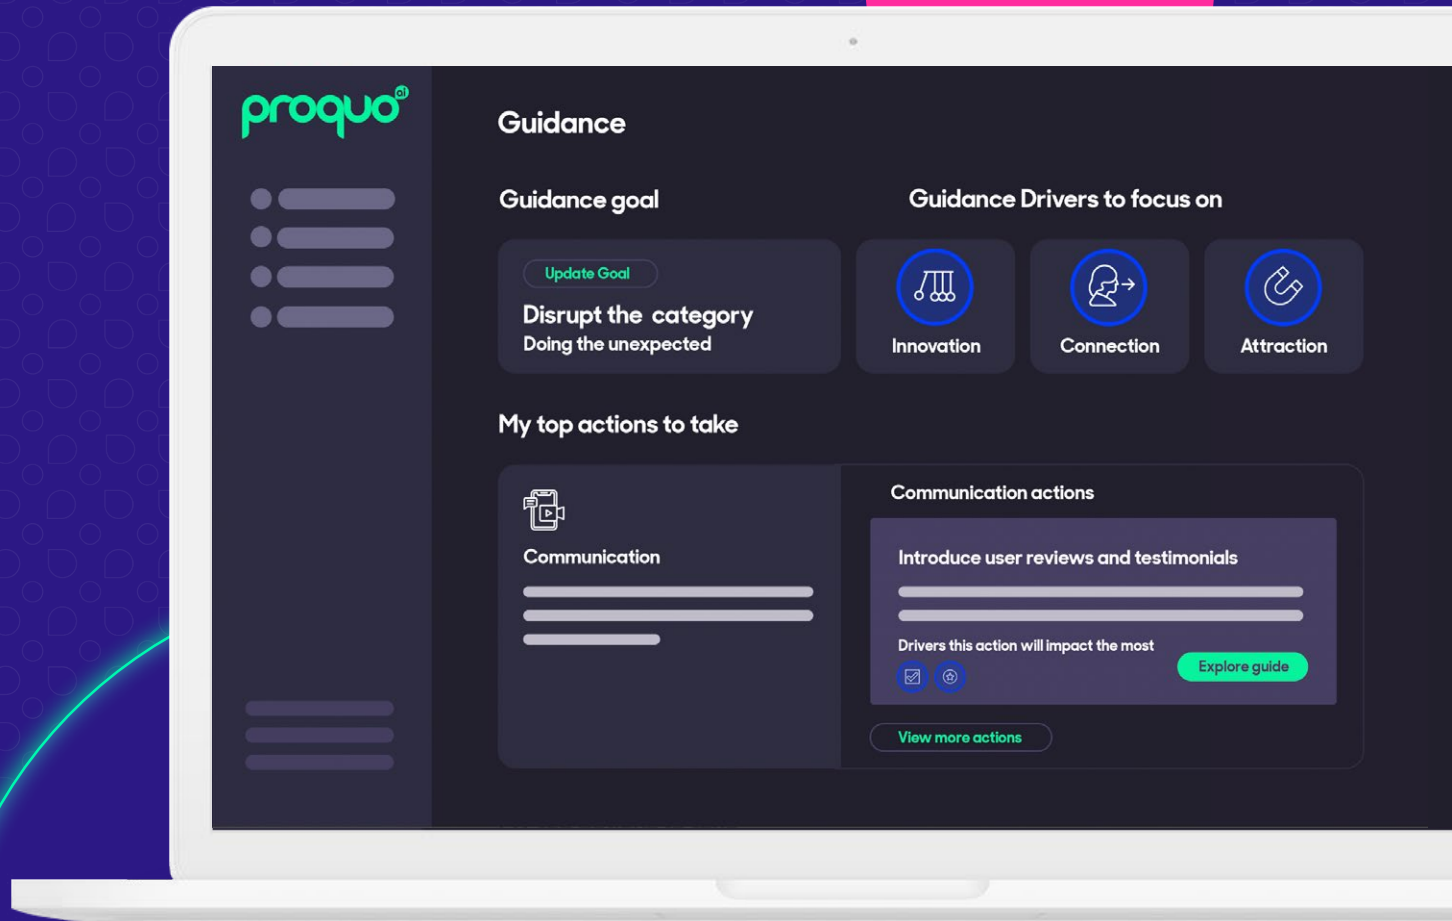 proquo ai
Guidance
Guidance goal
Guidance Drivers to focus on
Update Goal
Disrupt the category
Doing the unexpected
Innovation
Connection
Attraction
My top actions to take
Communication
Communication actions
Introduce user reviews and testimonials
Drivers this action will impact the most
Explore guide
View more actions